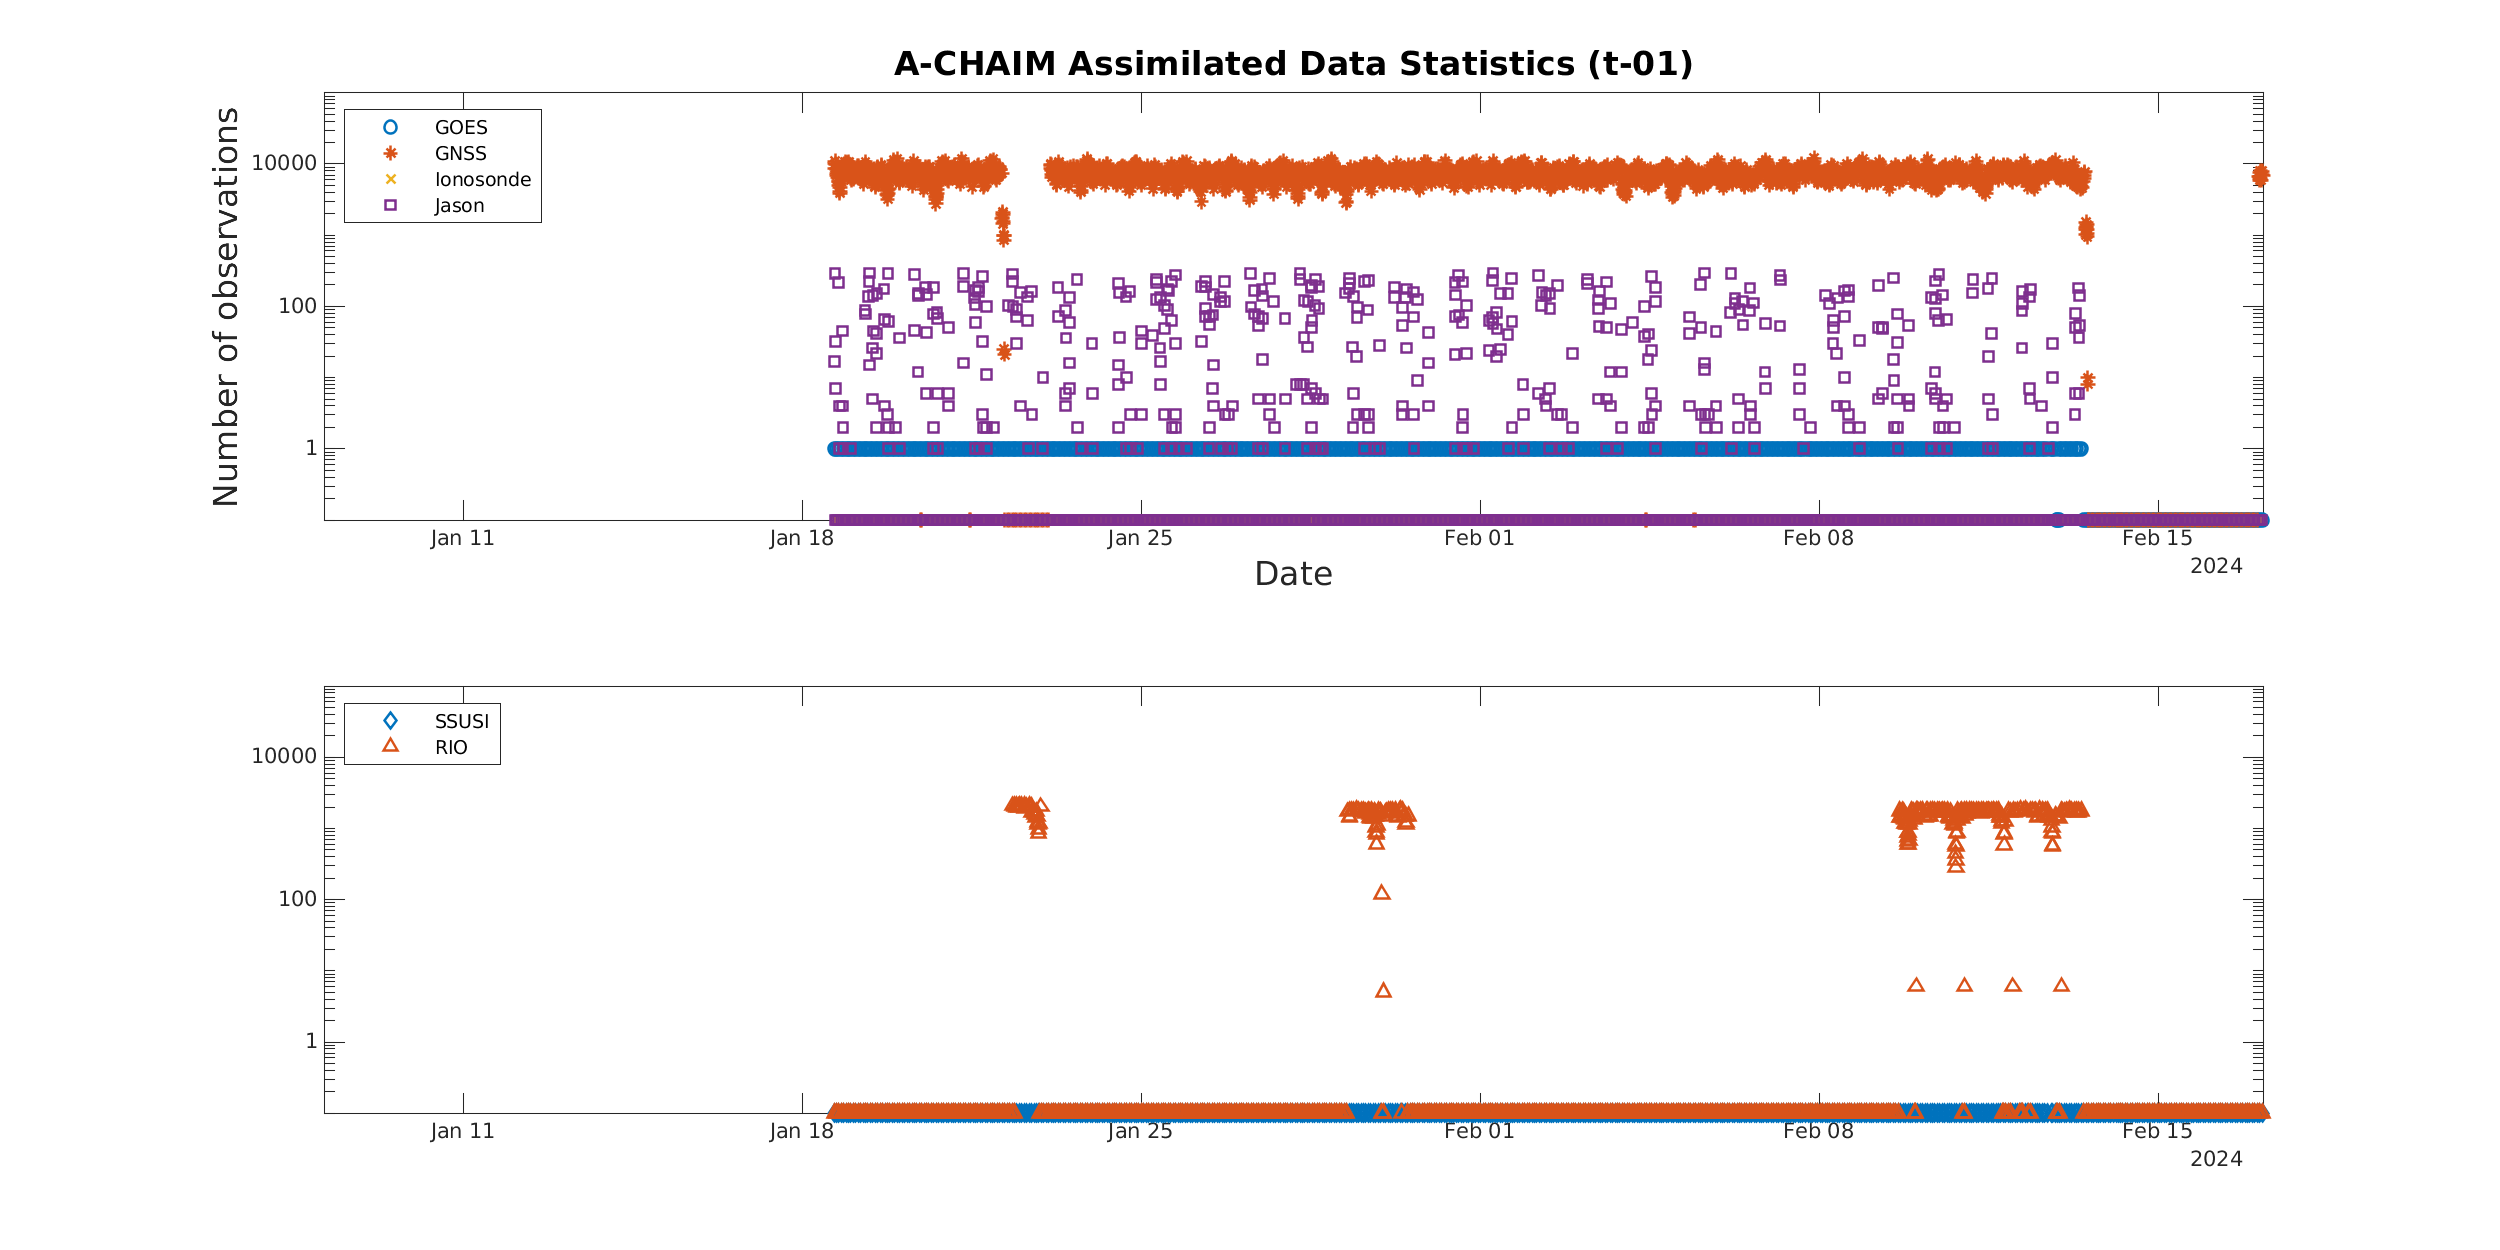 A-CHAIM Assimilated Data Statistics (t-01)
Number of observations
10000
100
1
GOES
GNSS
Ionosonde
Jason
Jan 11
Jan 18
Jan 25
Feb 01
Feb 08
Feb 15
2024
Date
10000
100
1
SSUSI
RIO
Jan 11
Jan 18
Jan 25
Feb 01
Feb 08
Feb 15
2024